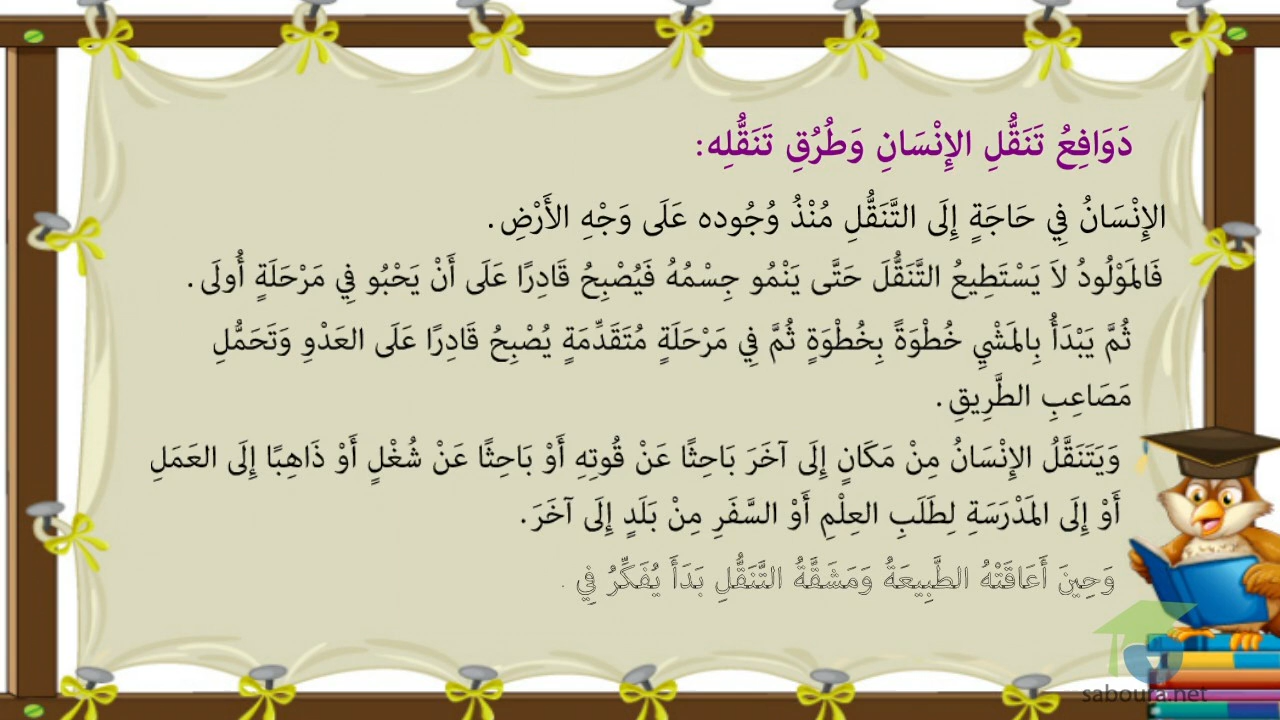 دَوَافِعُ تَنَقُّلِ الإِنْسَانِ وَطُرُقِ تَنَقُّلِه:
الإِنْسَانُ فِي حَاجَةٍ إِلَى التَّنَقُّلِ مُنْذُ وُجُوده عَلَى وَجْهِ الأَرْضِ.
فَالمَوْلُودُ لاَ يَسْتَطِيعُ التَّنَقُّلَ حَتَّى يَنْمُو جِسْمُهُ فَيُصْبِحُ قَادِرًا عَلَى أَنْ يَحْبُو فِي مَرْحَلَةٍ أُولَى.
ثُمَّ يَبْدَأُ بِالمَشْيِ خُطْوَةً بِخُطْوَةٍ ثُمَّ فِي مَرْحَلَةٍ مُتَقَدِّمَةٍ يُصْبِحُ قَادِرًا عَلَى العَدْوِ وَتَحَمُّلِ
مَصَاعِبِ الطَّرِيقِ.
وَيَتَنَقَّلُ الإِنْسَانُ مِنْ مَكَانٍ إِلَى آخَرَ بَاحِثًا عَنْ قُوتِهِ أَوْ بَاحِثًا عَنْ شُغْلٍ أَوْ ذَاهِبًا إِلَى العَمَلِ
أَوْ إِلَى المَدْرَسَةِ لِطَلَبِ العِلْمِ أَوْ السَّفَرِ مِنْ بَلَدٍ إِلَى آخَرَ.
وَحِينَ أَعَاقَتْهُ الطَّبِيعَةُ وَمَشَقَّةُ التَّنَقُّلِ بَدَأَ يُفَكِّرُ فِي .
saboura.net